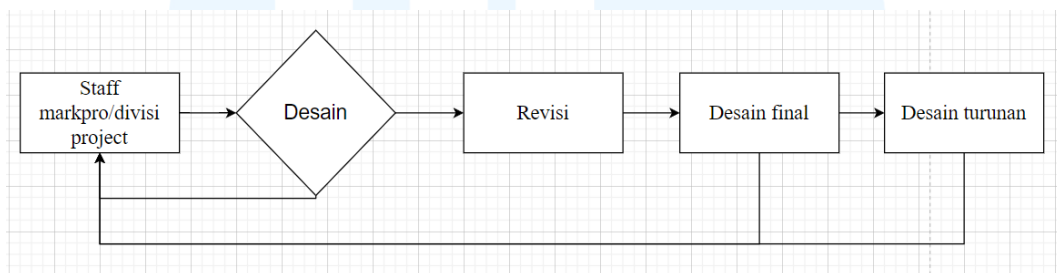 Staff
markpro/divisi
project
Desain
Revisi
Desain final
Desain turunan